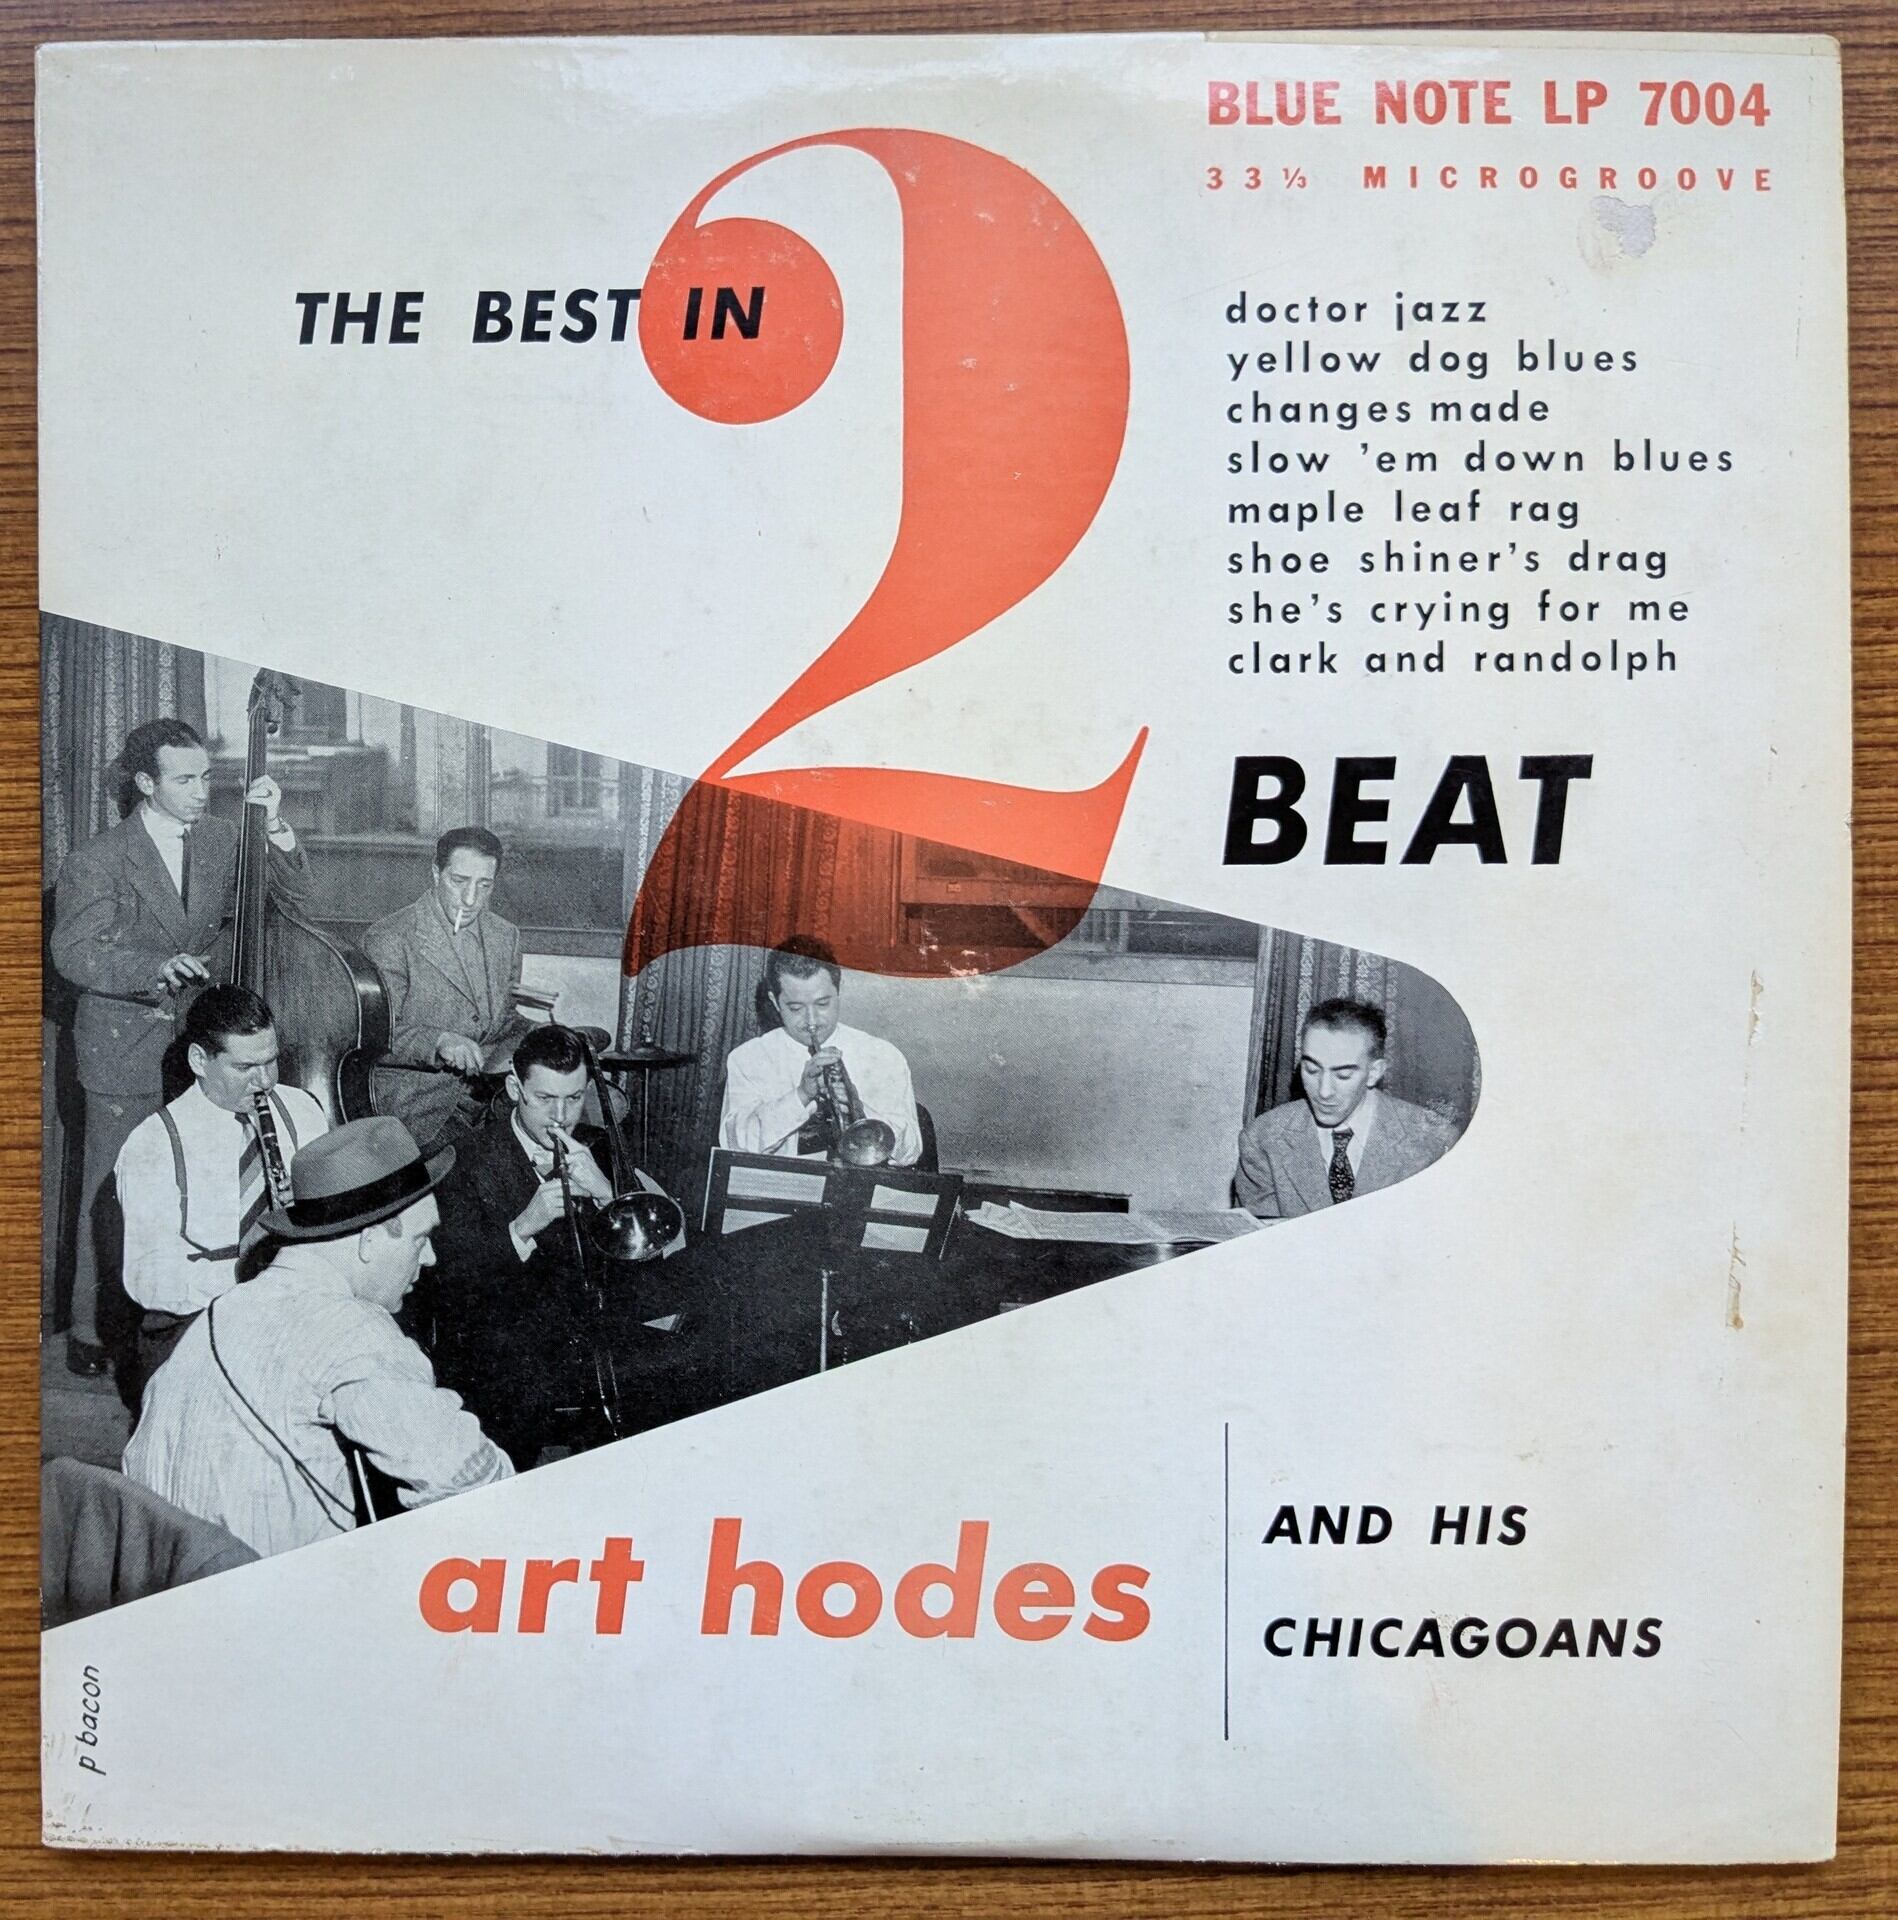 BLUE NOTE LP 7004
33⅓ MICROGROOVE
THE BEST IN
2
BEAT
doctor jazz
yellow dog blues
changes made
slow 'em down blues
maple leaf rag
shoe shiner's drag
she's crying for me
clark and randolph
art hodes
AND HIS
CHICAGOANS
p bacon